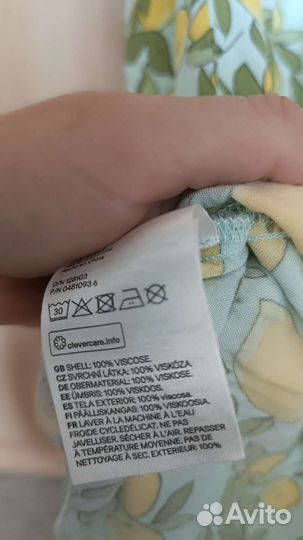 O/N 128103
P/N 0481093 6
30
clevercare.info
GB SHELL: 100% VISCOSE.
CZ SVRCHNÍ LÁTKA: 100% VISKÓZA.
DE OBERMATERIAL: 100% VISKOSE.
EE ÜMBRIS: 100% VISKOOS.
ES TELA EXTERIOR: 100% viscosa.
FI PÄÄLLISKANGAS: 100% VISKOOSIA
FR LAVER À LA MACHINE À L'EAU
FROIDE CYCLE DÉLICAT. NE PAS
JAVELLISER. SÉCHER À L'AIR. REPASSER
À TEMPÉRATURE MOYENNE. PAS DE
NETTOYAGE À SEC. EXTERIEUR: 100%
Avito